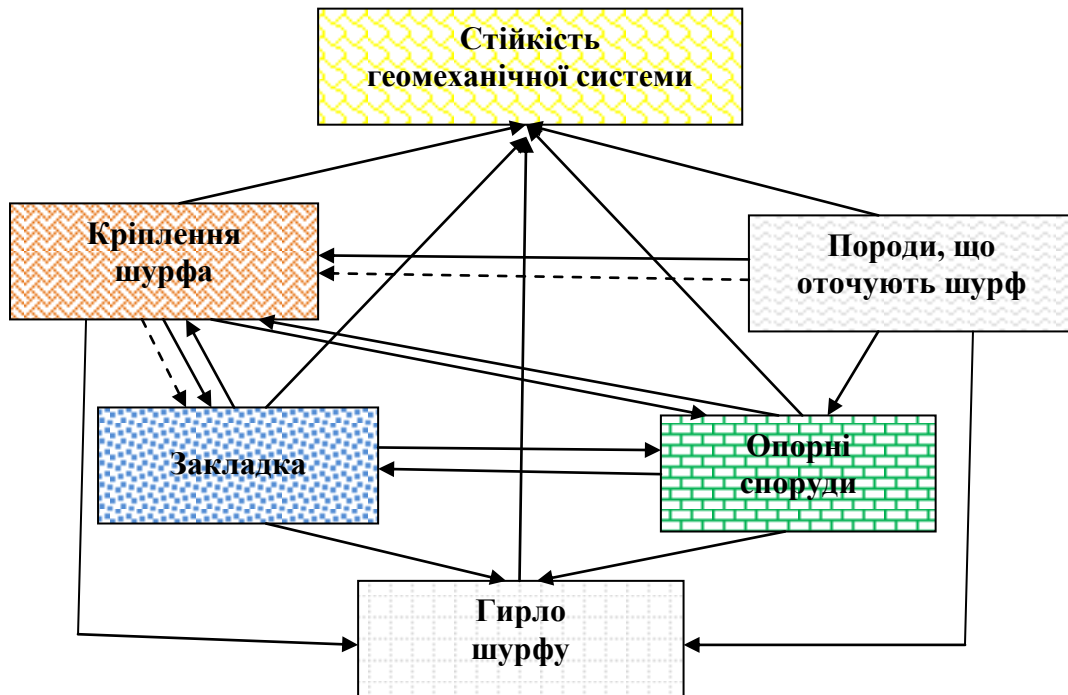 Стійкість
геомеханічної системи
Кріплення
шурфа
Породи, що
оточують шурф
Закладка
Опорні
споруди
Гирло
шурфу